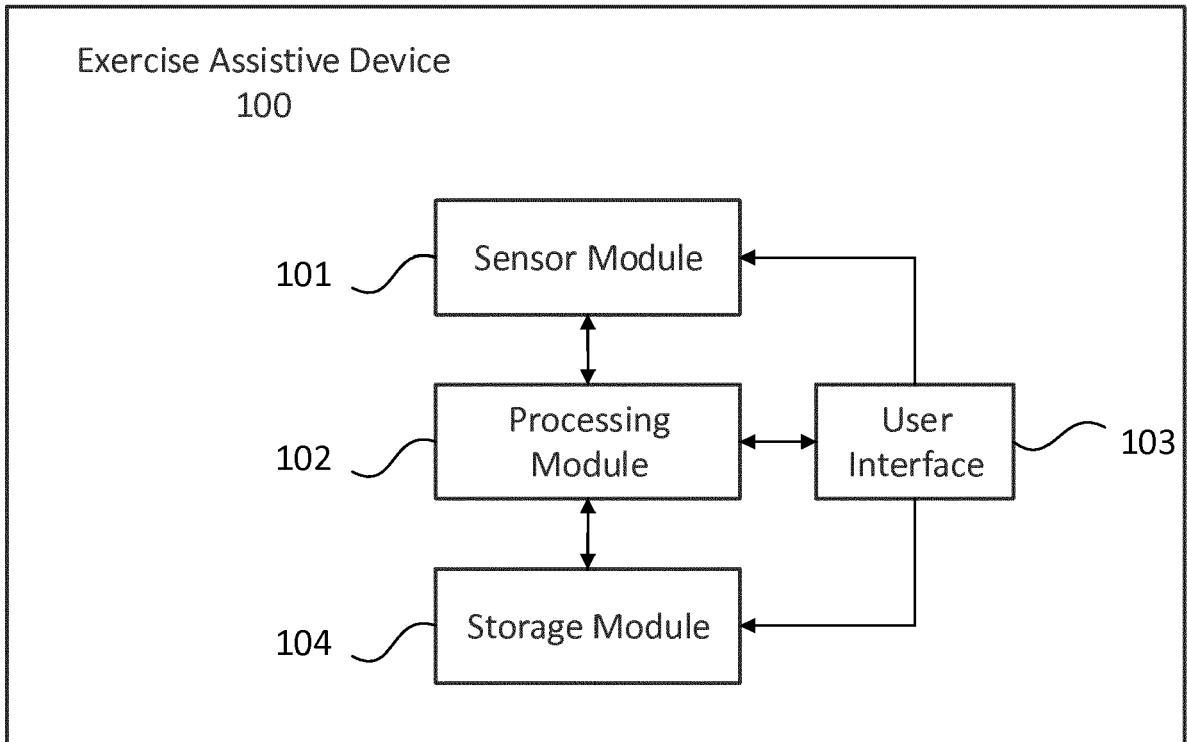 Exercise Assistive Device
100
101
Sensor Module
102
Processing
Module
User
Interface
103
104
Storage Module